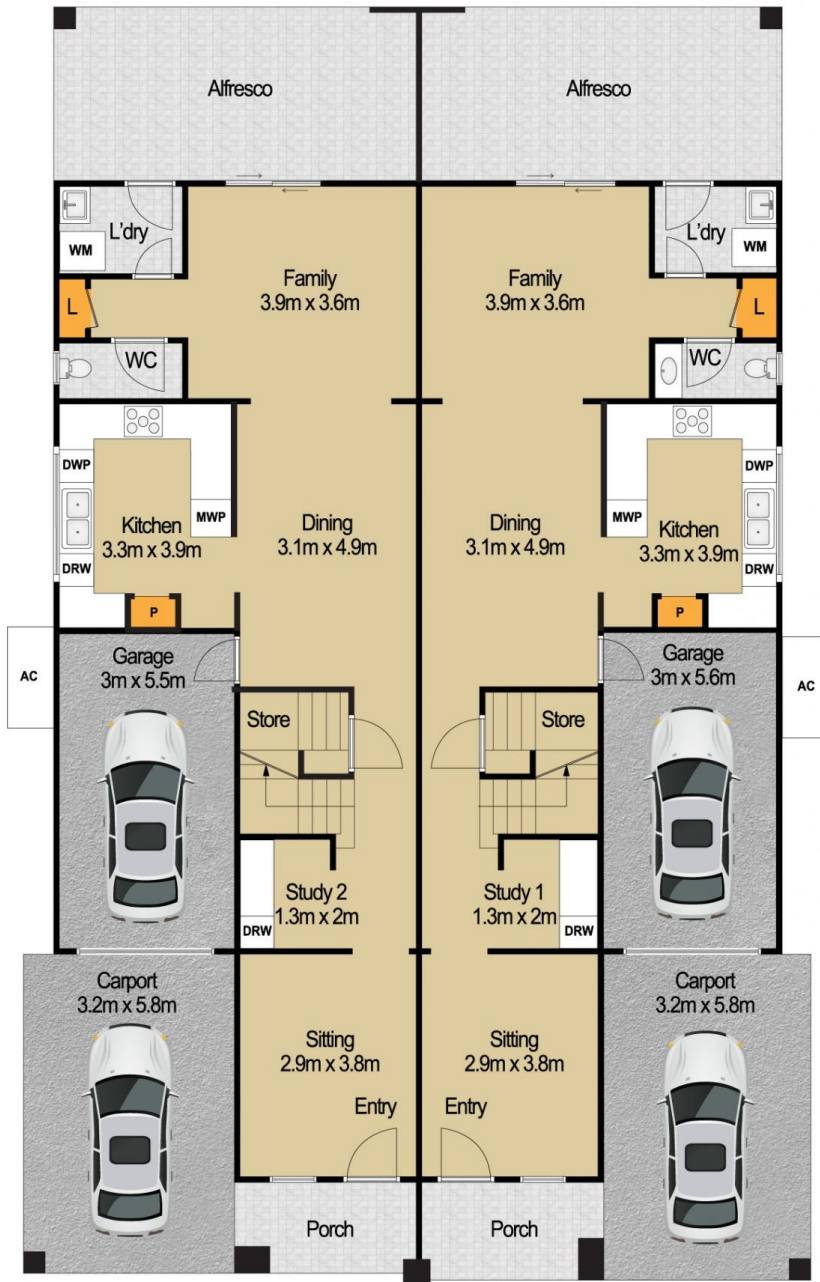 Alfresco
Alfresco
L'dry
WM
L'dry
WM
Family
3.9m x 3.6m
Family
3.9m x 3.6m
L
L
WC
WC
DWP
MWP
Kitchen
3.3m x 3.9m
DRW
P
Dining
3.1m x 4.9m
Dining
3.1m x 4.9m
DWP
MWP
Kitchen
3.3m x 3.9m
DRW
P
AC
Garage
3m x 5.5m
Garage
3m x 5.6m
AC
Store
Store
Study 2
1.3m x 2m
DRW
Study 1
1.3m x 2m
DRW
Carport
3.2m x 5.8m
Carport
3.2m x 5.8m
Sitting
2.9m x 3.8m
Sitting
2.9m x 3.8m
Entry
Entry
Porch
Porch